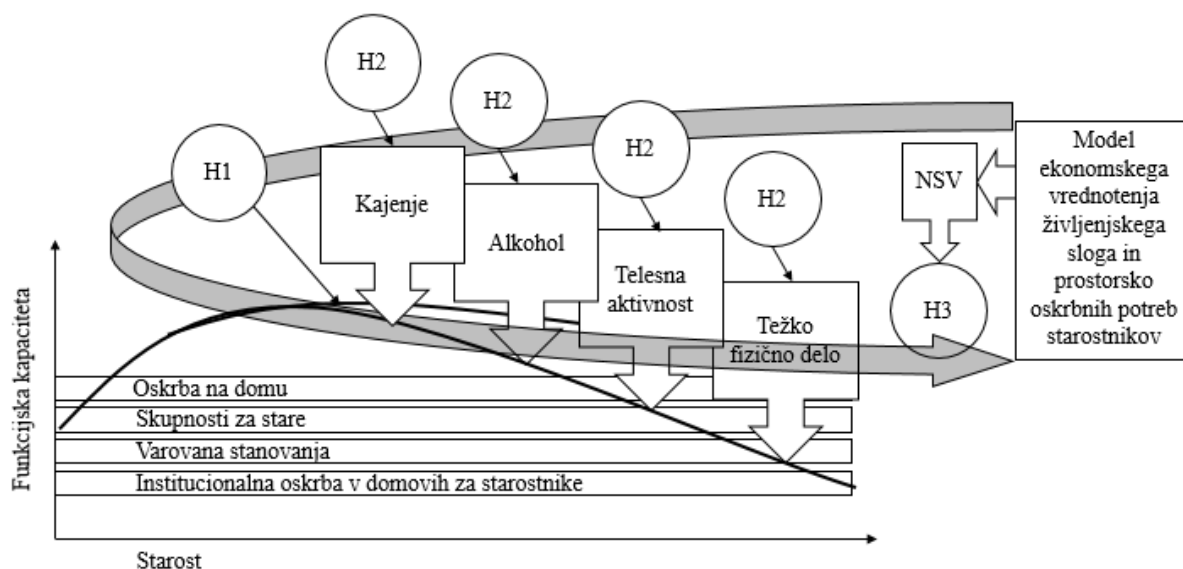 H2
H2
H2
H2
H1
Kajenje
Alkohol
Telesna
aktivnost
Težko
fizično delo
NSV
H3
Model
ekonomskega
vrednotenja
življenjskega
sloga in
prostorsko
oskrbnih potreb
starostnikov
Funkcijska kapaciteta
Oskrba na domu
Skupnosti za stare
Varovana stanovanja
Institucionalna oskrba v domovih za starostnike
Starost